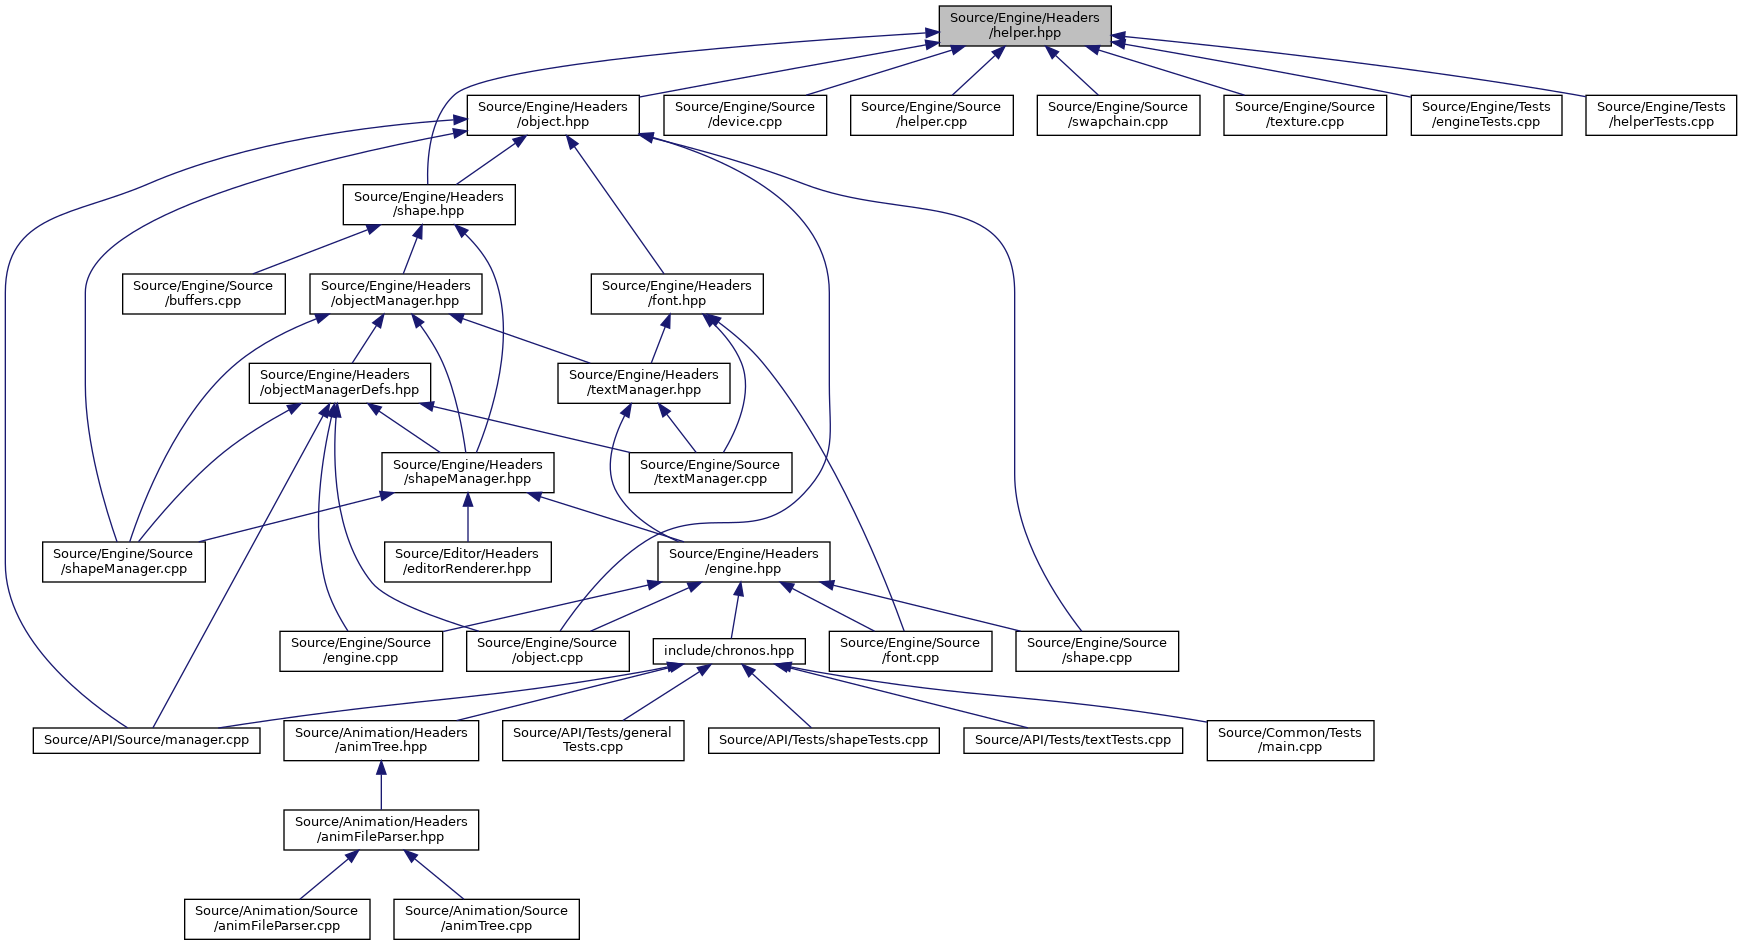 Source/Engine/Headers
/helper.hpp
Source/Engine/Headers
/object.hpp
Source/Engine/Source
/device.cpp
Source/Engine/Source
/helper.cpp
Source/Engine/Source
/swapchain.cpp
Source/Engine/Source
/texture.cpp
Source/Engine/Tests
/engineTests.cpp
Source/Engine/Tests
/helperTests.cpp
Source/Engine/Headers
/shape.hpp
Source/Engine/Source
/buffers.cpp
Source/Engine/Headers
/objectManager.hpp
Source/Engine/Headers
/font.hpp
Source/Engine/Headers
/objectManagerDefs.hpp
Source/Engine/Headers
/textManager.hpp
Source/Engine/Headers
/shapeManager.hpp
Source/Engine/Source
/textManager.cpp
Source/Engine/Source
/shapeManager.cpp
Source/Editor/Headers
/editorRenderer.hpp
Source/Engine/Headers
/engine.hpp
Source/Engine/Source
/engine.cpp
Source/Engine/Source
/object.cpp
include/chronos.hpp
Source/Engine/Source
/font.cpp
Source/Engine/Source
/shape.cpp
Source/API/Source/manager.cpp
Source/Animation/Headers
/animTree.hpp
Source/API/Tests/general
Tests.cpp
Source/API/Tests/shapeTests.cpp
Source/API/Tests/textTests.cpp
Source/Common/Tests
/main.cpp
Source/Animation/Headers
/animFileParser.hpp
Source/Animation/Source
/animFileParser.cpp
Source/Animation/Source
/animTree.cpp